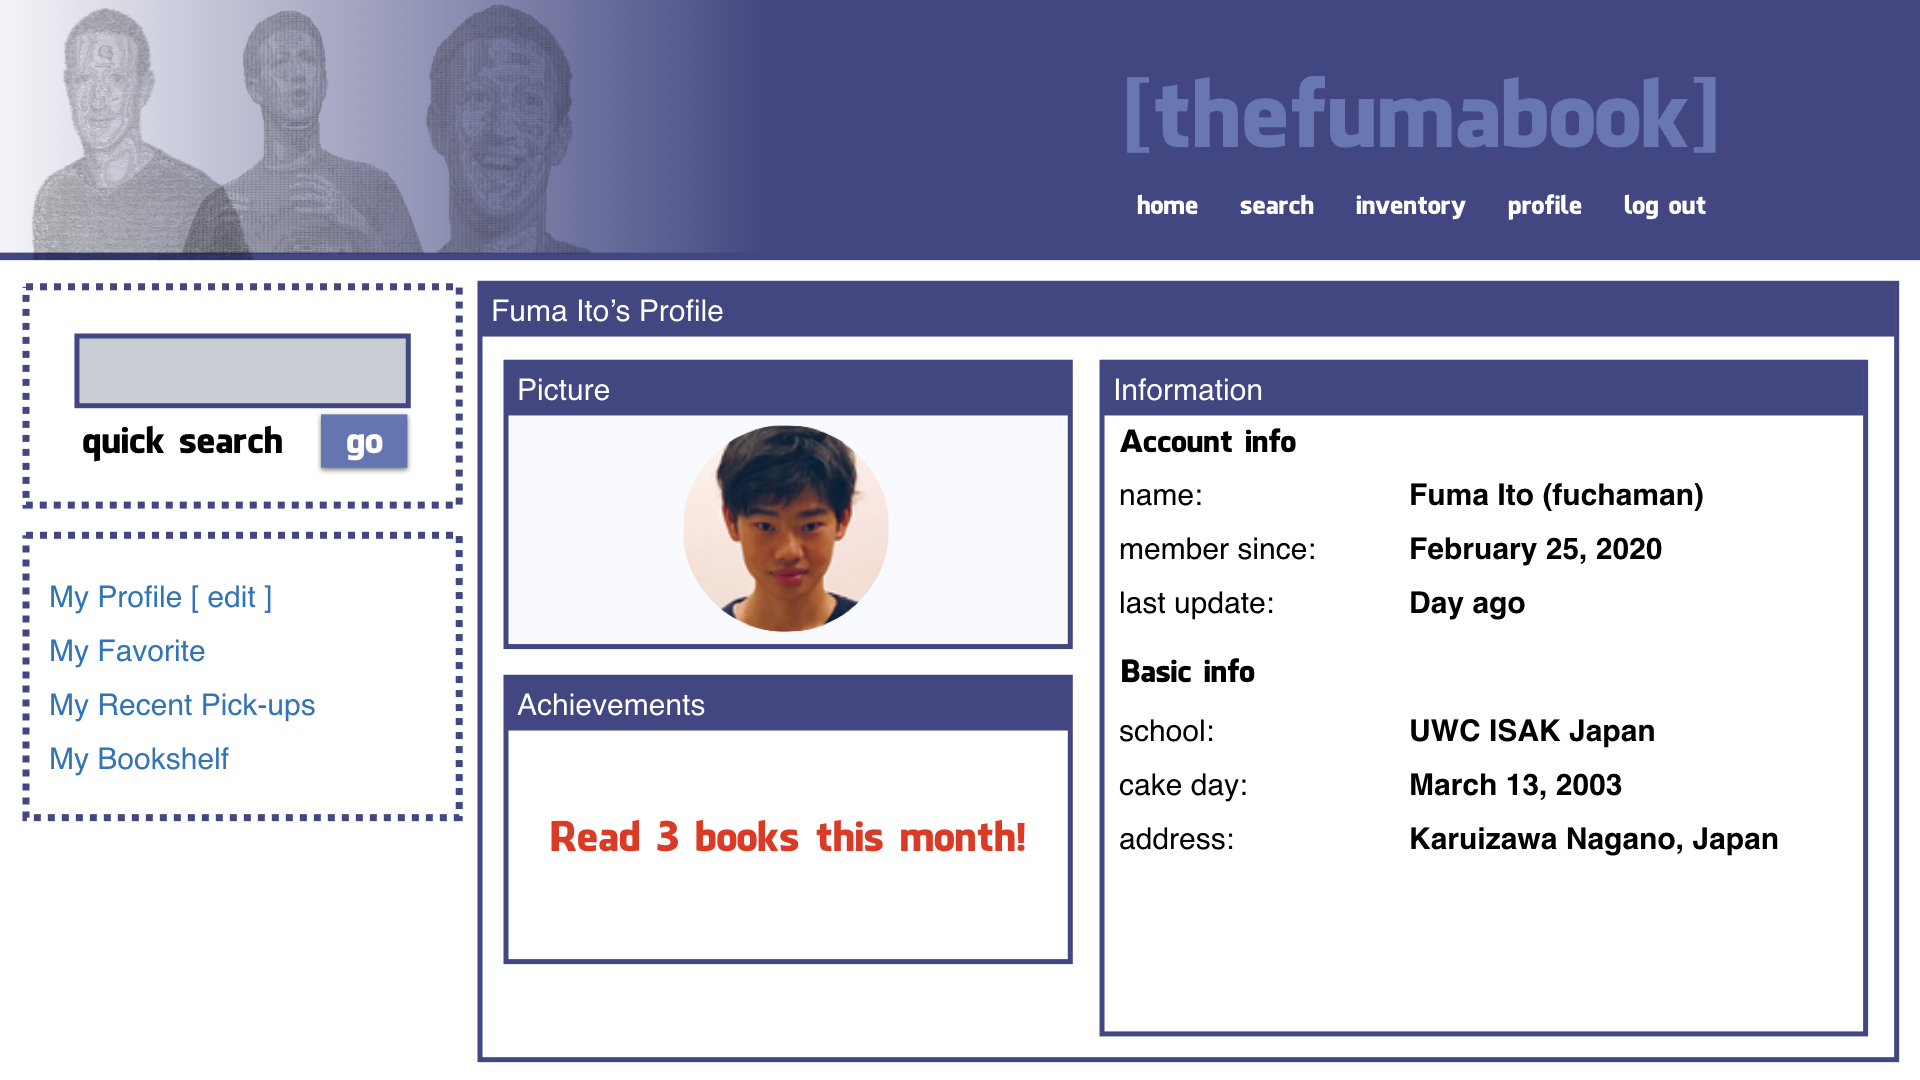 [thefumabook]
home search inventory profile log out
quick search go
My Profile [ edit ]
My Favorite
My Recent Pick-ups
My Bookshelf
Fuma Ito’s Profile
Picture
Achievements
Read 3 books this month!
Information
Account info
name: Fuma Ito (fuchaman)
member since: February 25, 2020
last update: Day ago
Basic info
school: UWC ISAK Japan
cake day: March 13, 2003
address: Karuizawa Nagano, Japan